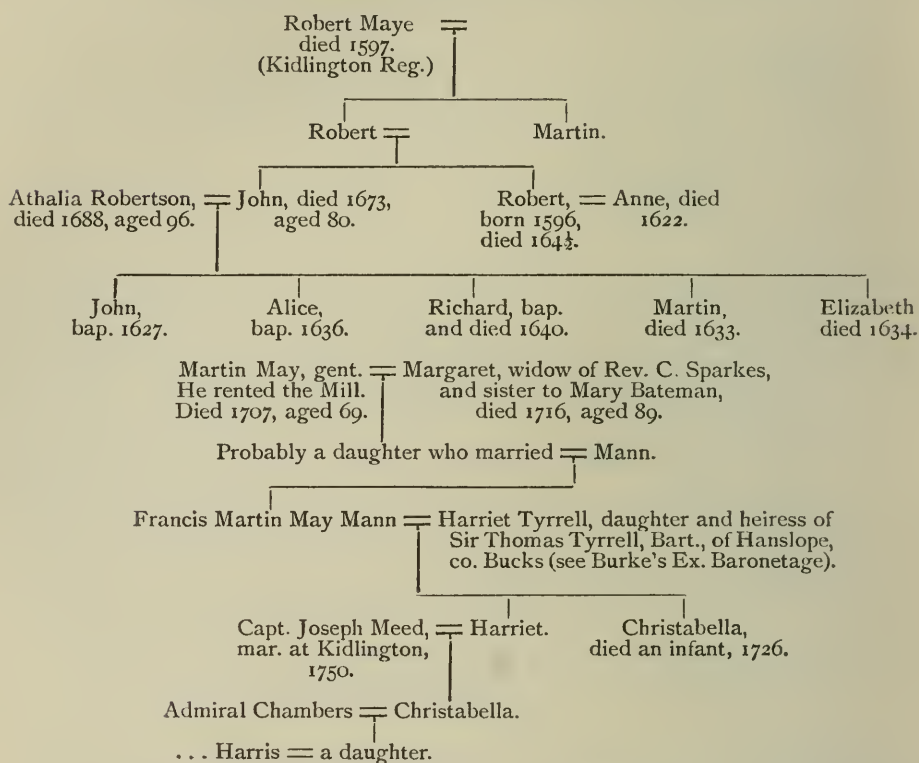 Robert Maye =
died 1597.
(Kidlington Reg.)
Robert = Martin.
Athalia Robertson, = John, died 1673, Robert, = Anne, died
died 1688, aged 96. aged 80. born 1596, 1622.
died 164½.
John, Alice, Richard, bap. Martin, Elizabeth
bap. 1627. bap. 1636. and died 1640. died 1633. died 1634.
Martin May, gent. = Margaret, widow of Rev. C. Sparkes,
He rented the Mill. and sister to Mary Bateman,
Died 1707, aged 69. died 1716, aged 89.
Probably a daughter who married = Mann.
Francis Martin May Mann = Harriet Tyrrell, daughter and heiress of
Sir Thomas Tyrrell, Bart., of Hanslope,
co. Bucks (see Burke's Ex. Baronetage).
Capt. Joseph Meed, = Harriet. Christabella,
mar. at Kidlington, died an infant, 1726.
1750.
Admiral Chambers = Christabella.
... Harris = a daughter.